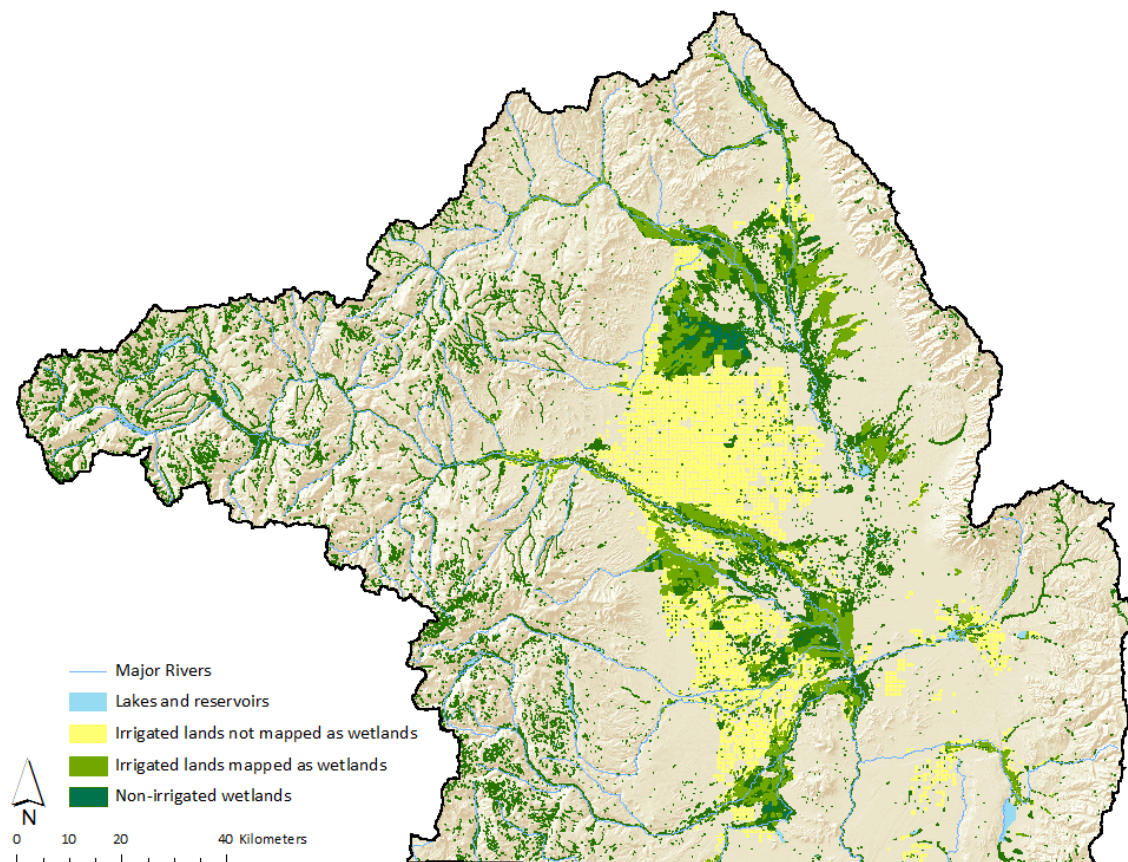 Major Rivers
Lakes and reservoirs
Irrigated lands not mapped as wetlands
Irrigated lands mapped as wetlands
Non-irrigated wetlands
N
0 10 20 40 Kilometers